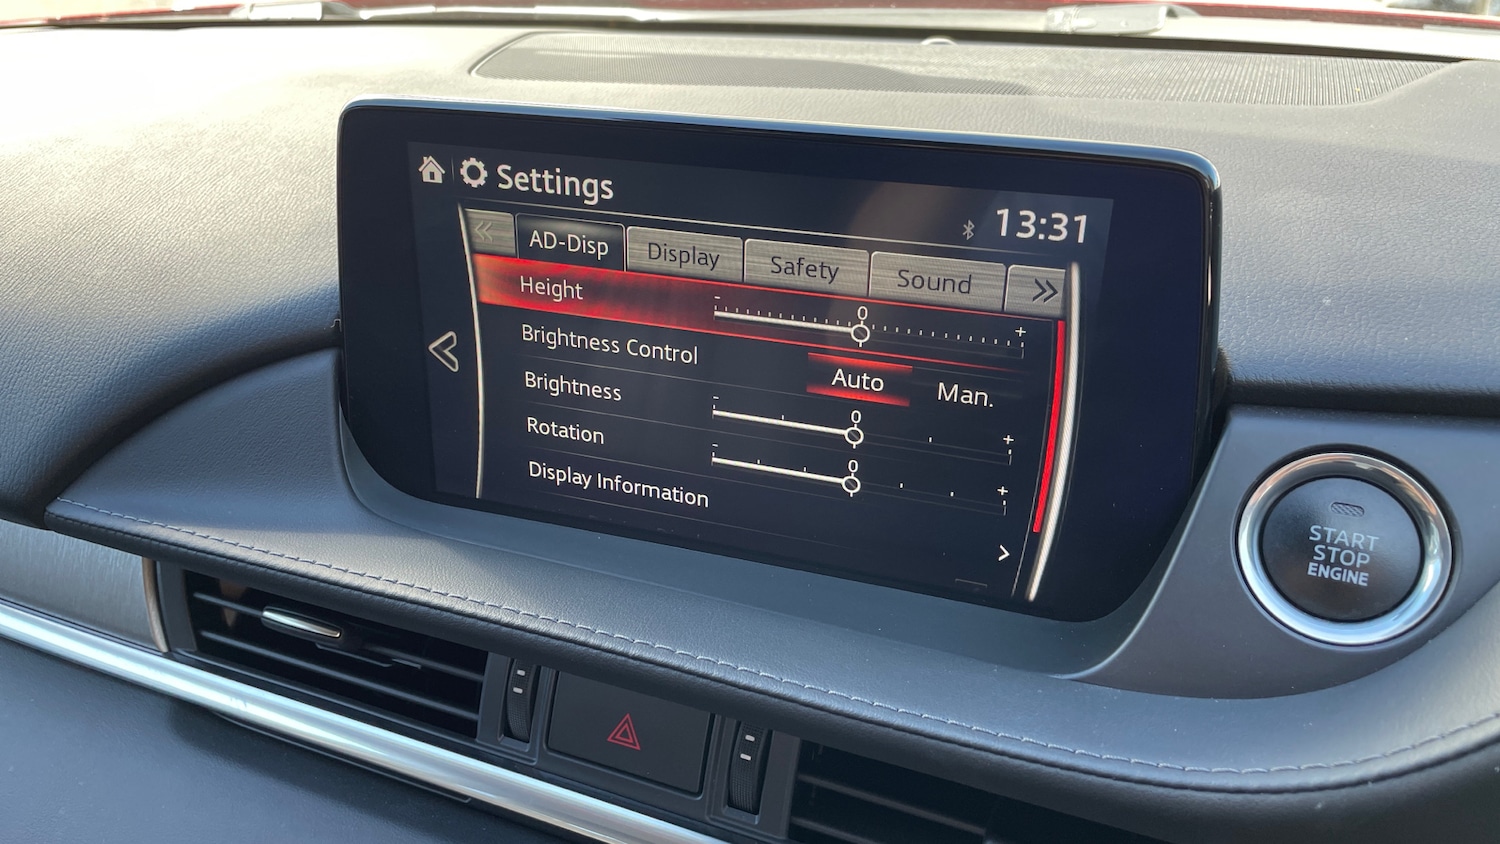 Settings
13:31
AD-Disp Display Safety Sound
Height - 0 +
Brightness Control Auto Man.
Brightness - 0 +
Rotation - 0 +
Display Information
START
STOP
ENGINE